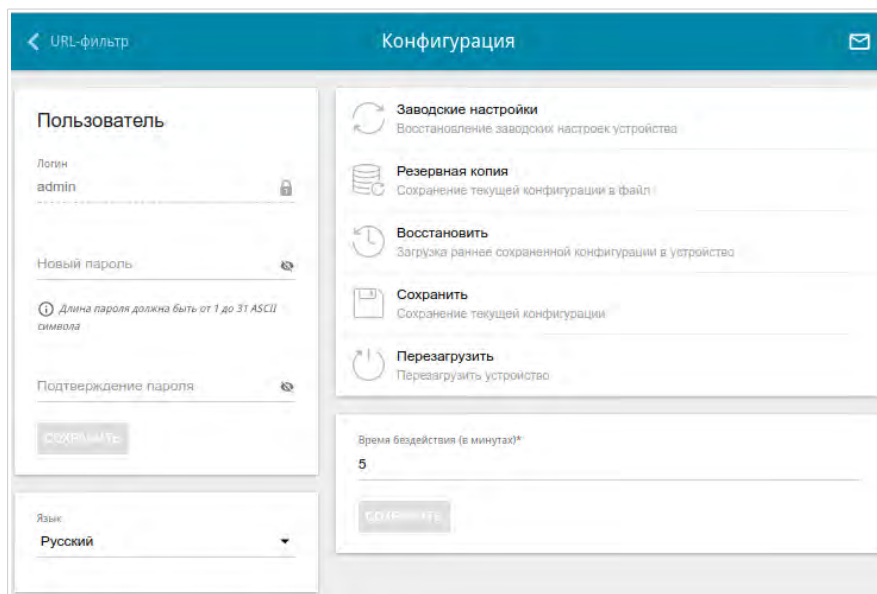 URL-фильтр
Конфигурация
Пользователь
Логин
admin
Новый пароль
Длина пароля должна быть от 1 до 31 ASCII
символа
Подтверждение пароля
СОХРАНИТЬ
Язык
Русский
Заводские настройки
Восстановление заводских настроек устройства
Резервная копия
Сохранение текущей конфигурации в файл
Восстановить
Загрузка раннее сохраненной конфигурации в устройство
Сохранить
Сохранение текущей конфигурации
Перезагрузить
Перезагрузить устройство
Время бездействия (в минутах)*
5
СОХРАНИТЬ